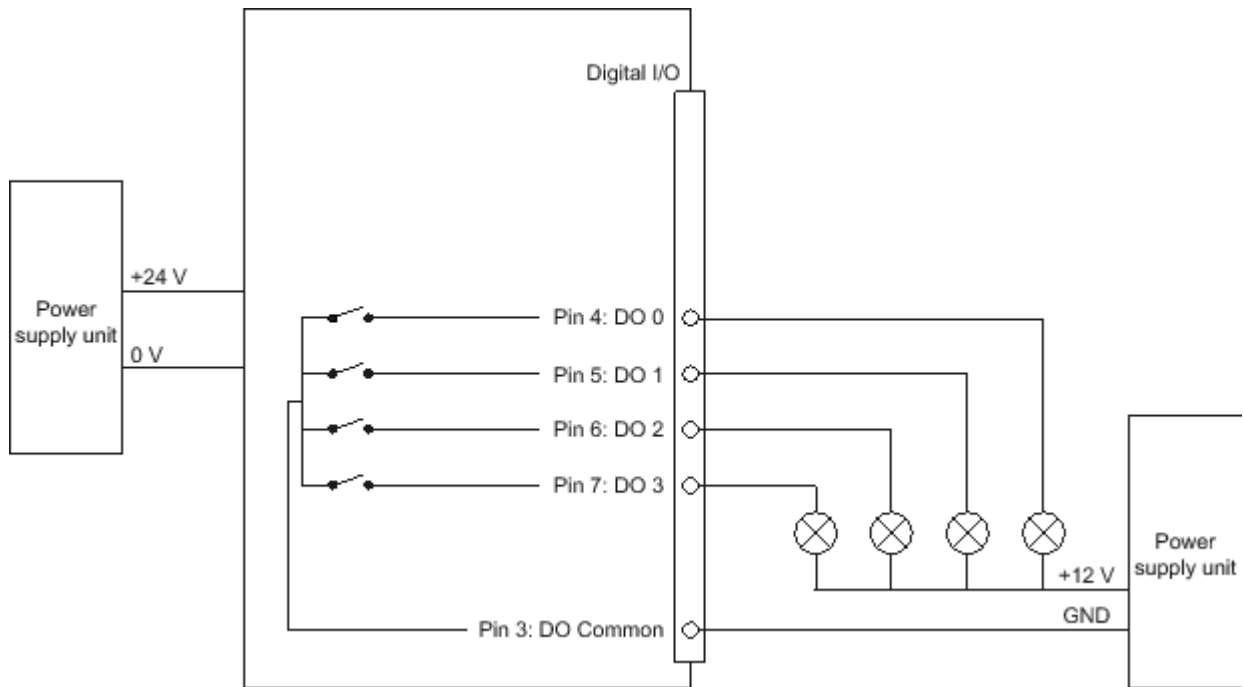 Digital I/O
+24 V
Power
supply unit
0 V
Pin 4: DO 0
Pin 5: DO 1
Pin 6: DO 2
Pin 7: DO 3
Power
supply unit
+12 V
GND
Pin 3: DO Common